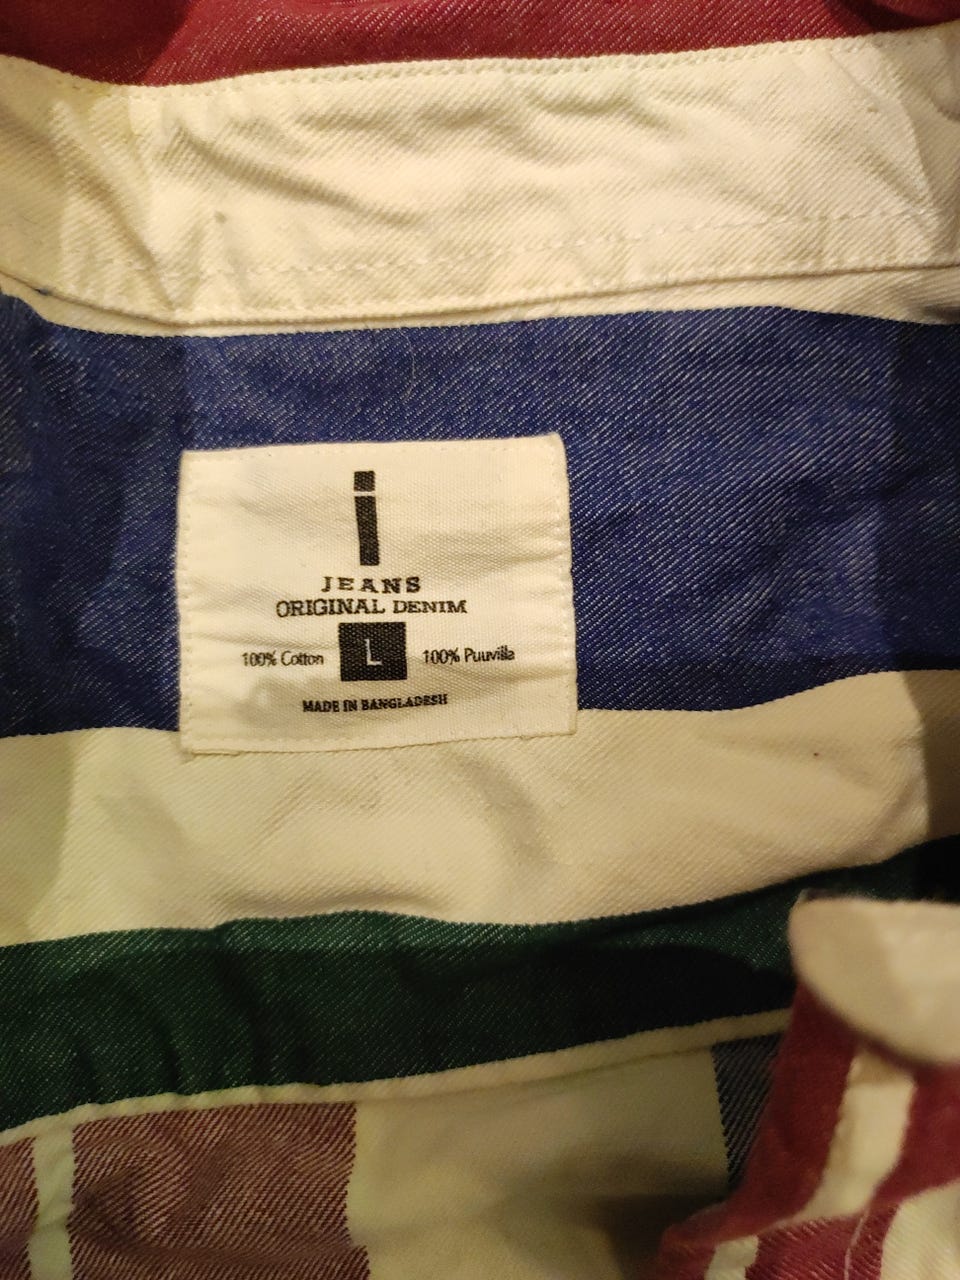 i
JEANS
ORIGINAL DENIM
100% Cotton L 100% Puuvilla
MADE IN BANGLADESH